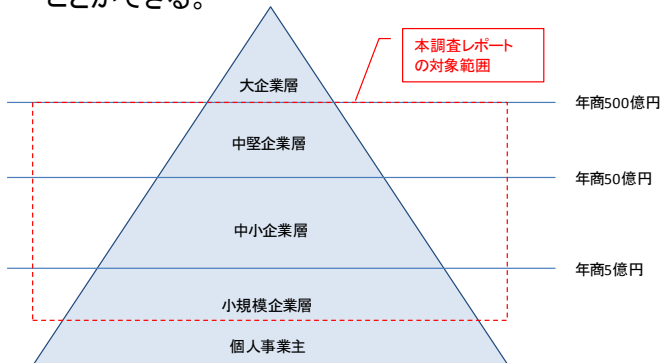 ことができる。
本調査レポート
の対象範囲
大企業層
年商500億円
中堅企業層
年商50億円
中小企業層
年商5億円
小規模企業層
個人事業主